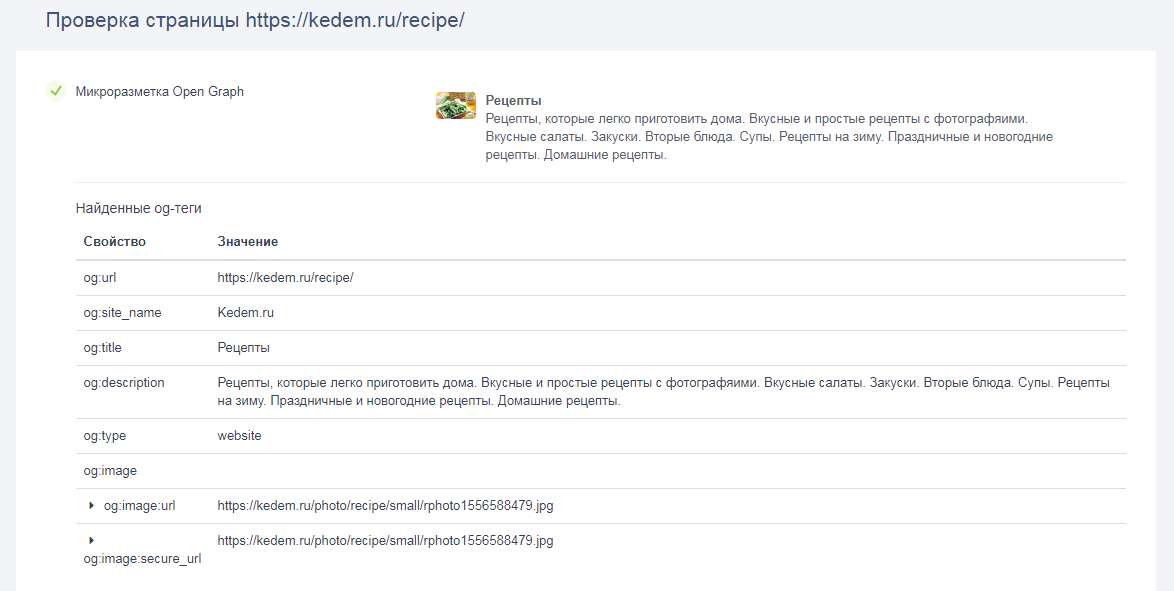 Проверка страницы https://kedem.ru/recipe/
Микроразметка Open Graph
Рецепты
Рецепты, которые легко приготовить дома. Вкусные и простые рецепты с фотографяими.
Вкусные салаты. Закуски. Вторые блюда. Супы. Рецепты на зиму. Праздничные и новогодние
рецепты. Домашние рецепты.
Найденные og-теги
Свойство Значение
og:url https://kedem.ru/recipe/
og:site_name Kedem.ru
og:title Рецепты
og:description Рецепты, которые легко приготовить дома. Вкусные и простые рецепты с фотографяими. Вкусные салаты. Закуски. Вторые блюда. Супы. Рецепты
на зиму. Праздничные и новогодние рецепты. Домашние рецепты.
og:type website
og:image
og:image:url https://kedem.ru/photo/recipe/small/rphoto1556588479.jpg
https://kedem.ru/photo/recipe/small/rphoto1556588479.jpg
og:image:secure_url